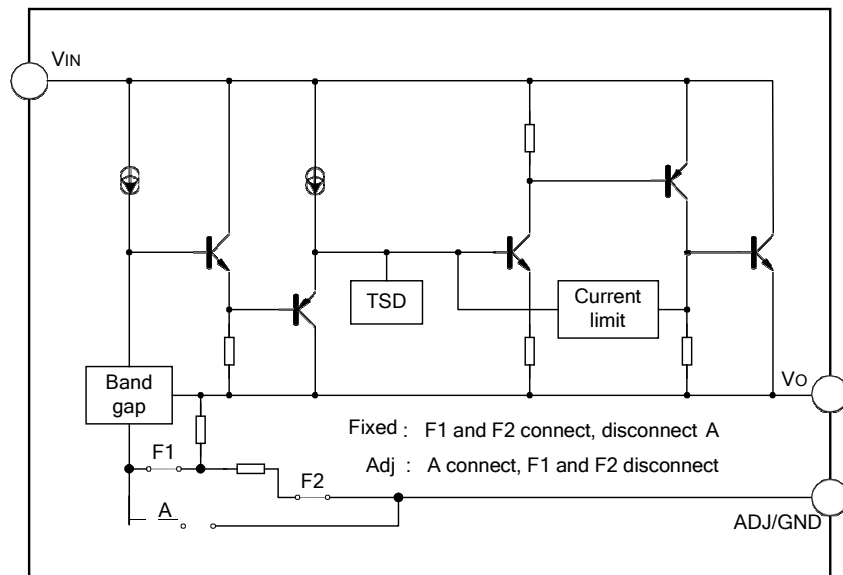 VIN
TSD
Current
limit
Band
gap
VO
Fixed : F1 and F2 connect, disconnect A
F1
Adj : A connect, F1 and F2 disconnect
F2
A
ADJ/GND